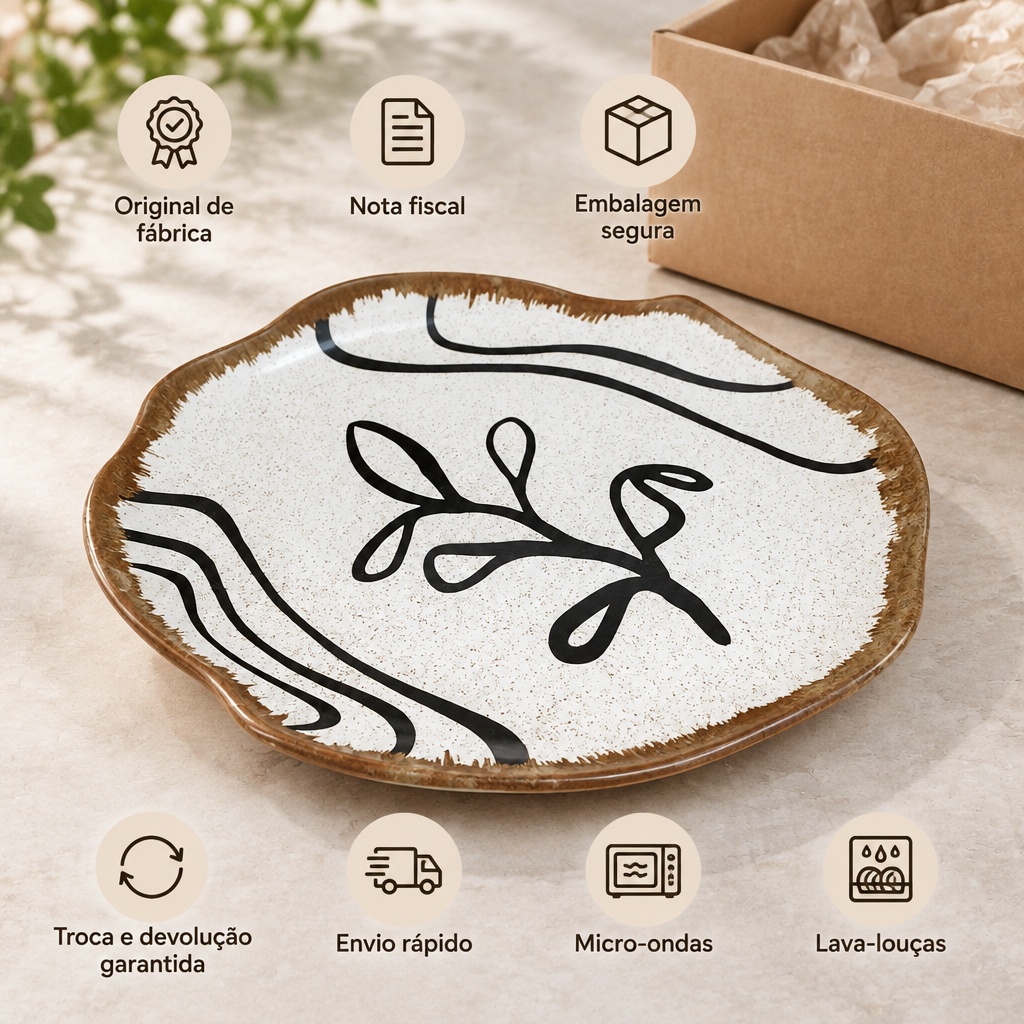 Original de
fábrica
Nota fiscal
Embalagem
segura
Troca e devolução
garantida
Envio rápido
Micro-ondas
Lava-louças